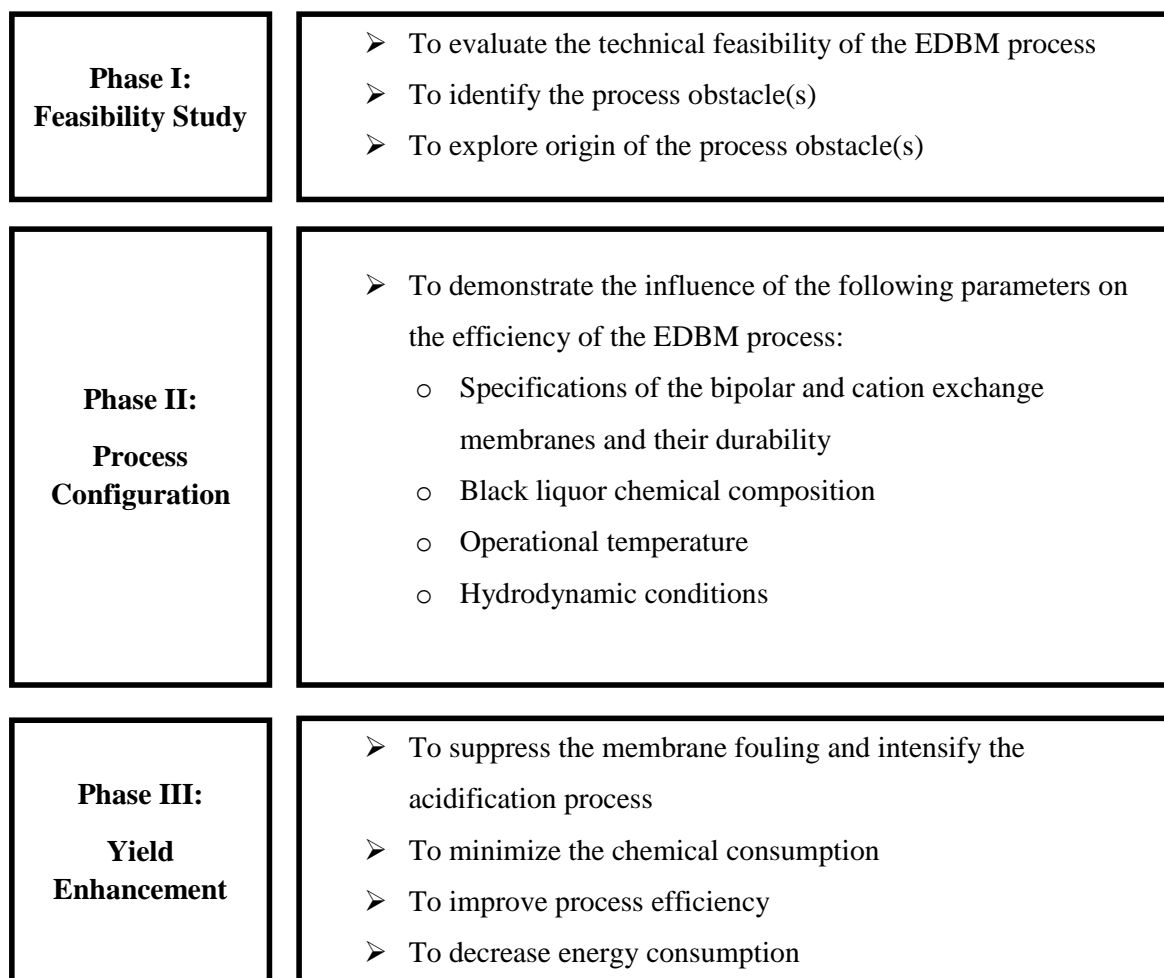 Phase I:
Feasibility Study
➢ To evaluate the technical feasibility of the EDBM process
➢ To identify the process obstacle(s)
➢ To explore origin of the process obstacle(s)
Phase II:
Process
Configuration
➢ To demonstrate the influence of the following parameters on
the efficiency of the EDBM process:
o Specifications of the bipolar and cation exchange
membranes and their durability
o Black liquor chemical composition
o Operational temperature
o Hydrodynamic conditions
Phase III:
Yield
Enhancement
➢ To suppress the membrane fouling and intensify the
acidification process
➢ To minimize the chemical consumption
➢ To improve process efficiency
➢ To decrease energy consumption